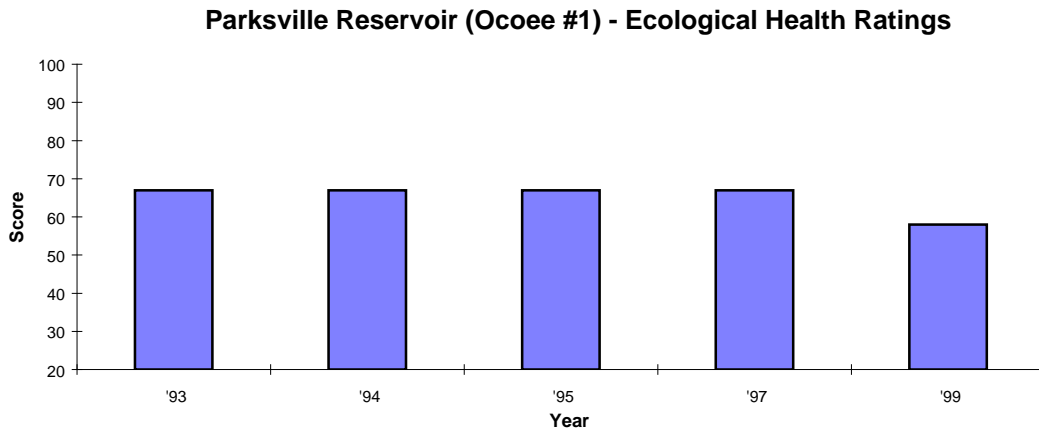 Parksville Reservoir (Ocoee #1) - Ecological Health Ratings
100
90
80
70
60
50
40
30
20
Score
'93 '94 '95 '97 '99
Year